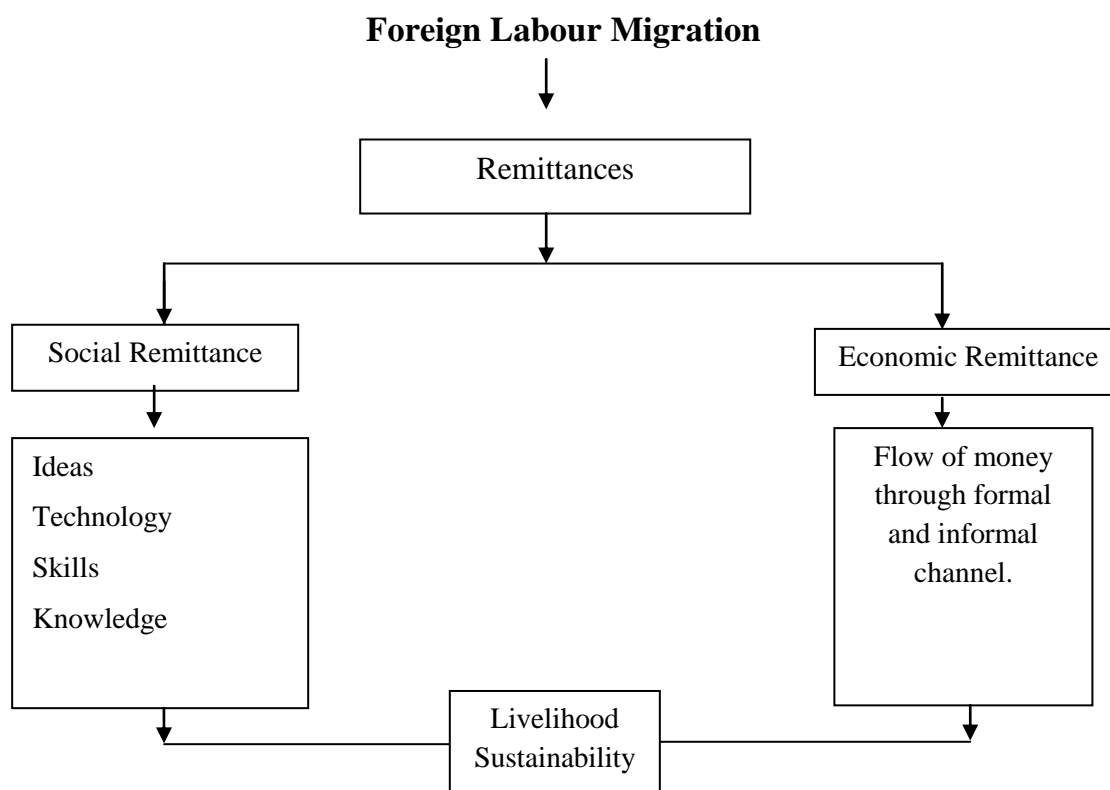 Foreign Labour Migration
Remittances
Social Remittance
Economic Remittance
Ideas
Technology
Skills
Knowledge
Flow of money
through formal
and informal
channel.
Livelihood
Sustainability